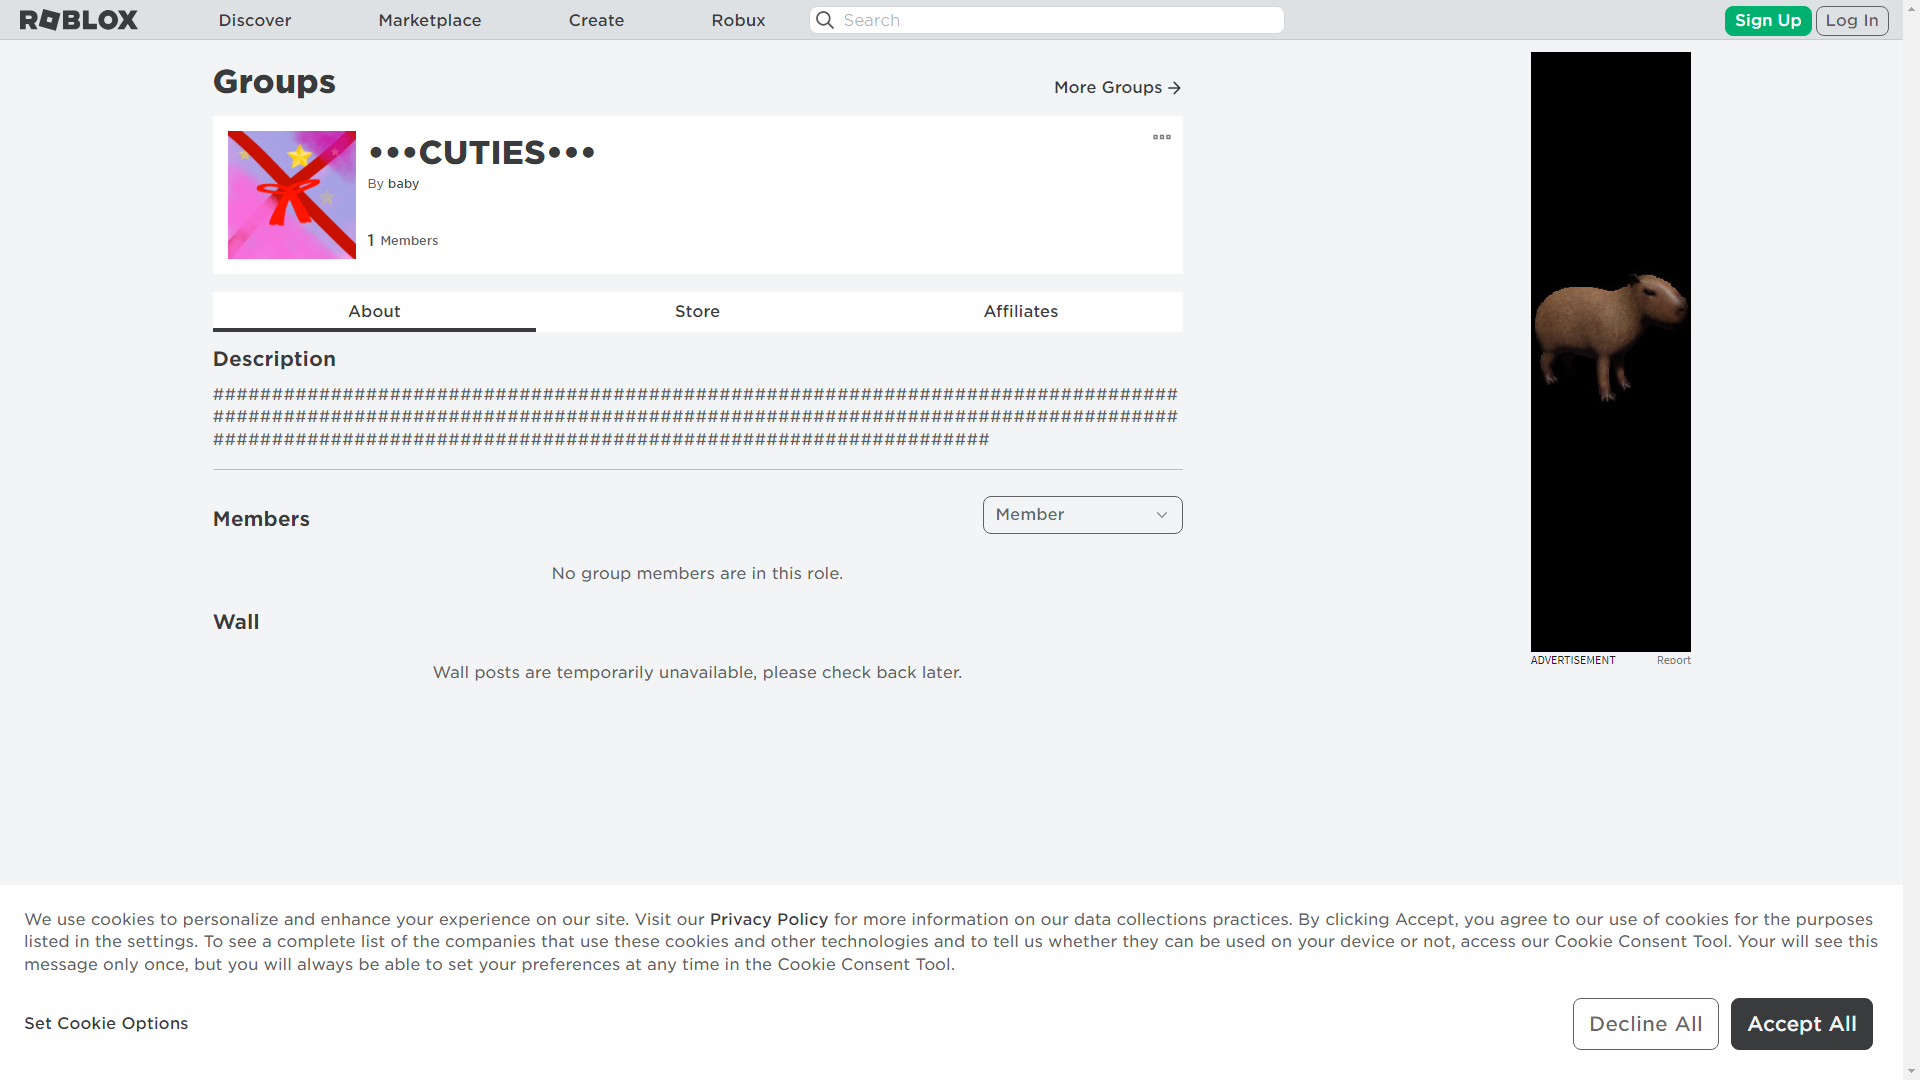 ROBLOX Discover Marketplace Create Robux Search Sign Up Log In
Groups
More Groups
•••CUTIES•••
By baby
1 Members
About Store Affiliates
Description
##################################################################################
##################################################################################
##################################################################
Members
Member
No group members are in this role.
Wall
Wall posts are temporarily unavailable, please check back later.
ADVERTISEMENT Report
We use cookies to personalize and enhance your experience on our site. Visit our Privacy Policy for more information on our data collections practices. By clicking Accept, you agree to our use of cookies for the purposes
listed in the settings. To see a complete list of the companies that use these cookies and other technologies and to tell us whether they can be used on your device or not, access our Cookie Consent Tool. Your will see this
message only once, but you will always be able to set your preferences at any time in the Cookie Consent Tool.
Set Cookie Options
Decline All
Accept All